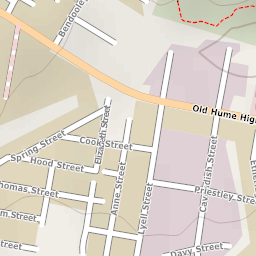 Bendooley
Old Hume High
Elizabeth Street
Spring Street
Cook Street
Hood Street
Thomas Street
Anne Street
Lyell Street
Cavendish Street
Priestley Street
Street
Davy Street